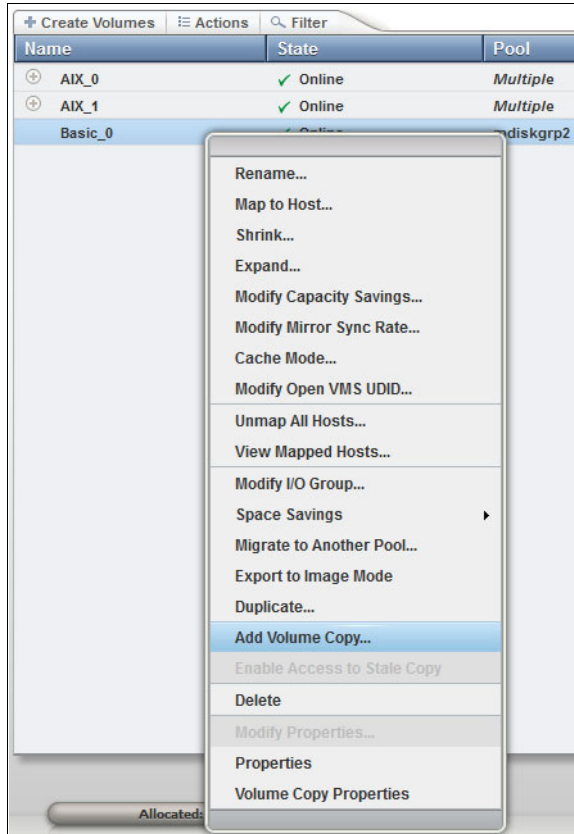 Create Volumes Actions Filter
Name State Pool
AIX_0 Online Multiple
AIX_1 Online Multiple
Basic_0 Online mdiskgrp2
Rename...
Map to Host...
Shrink...
Expand...
Modify Capacity Savings...
Modify Mirror Sync Rate...
Cache Mode...
Modify Open VMS UDID...
Unmap All Hosts...
View Mapped Hosts...
Modify I/O Group...
Space Savings
Migrate to Another Pool...
Export to Image Mode
Duplicate...
Add Volume Copy...
Enable Access to Stale Copy
Delete
Modify Properties...
Properties
Volume Copy Properties
Allocated: